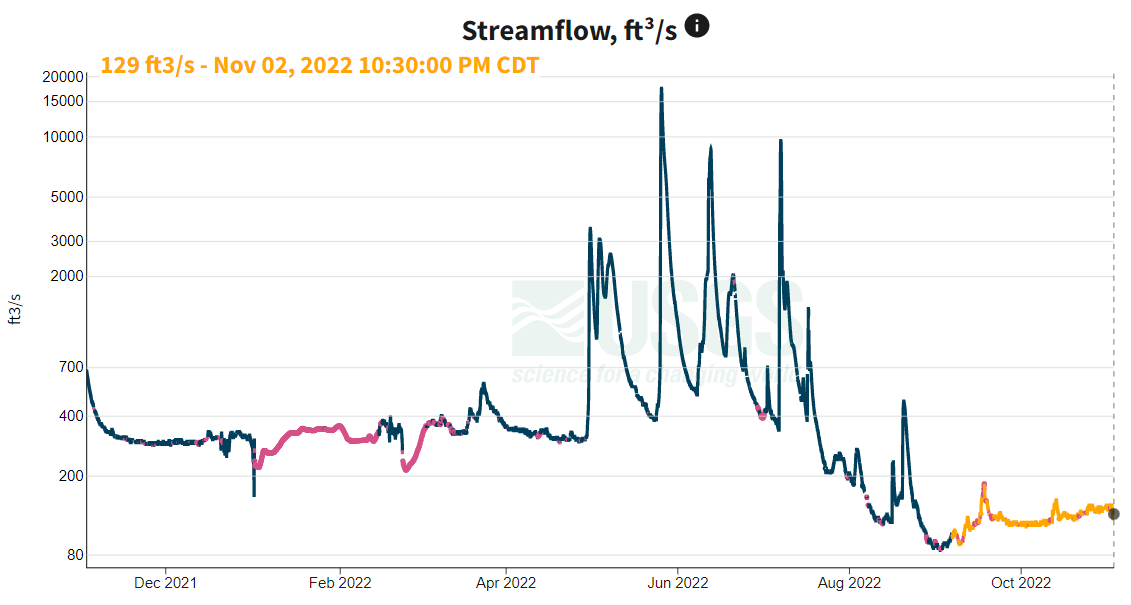 Streamflow, ft³/s i
129 ft3/s - Nov 02, 2022 10:30:00 PM CDT
20000
15000
10000
5000
3000
2000
700
400
200
80
ft3/s
USGS
science for a changing world
Dec 2021
Feb 2022
Apr 2022
Jun 2022
Aug 2022
Oct 2022